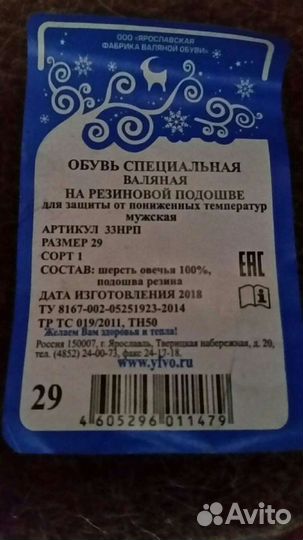 ООО «ЯРОСЛАВСКАЯ
ФАБРИКА ВАЛЯНОЙ ОБУВИ»
ОБУВЬ СПЕЦИАЛЬНАЯ
ВАЛЯНАЯ
НА РЕЗИНОВОЙ ПОДОШВЕ
для защиты от пониженных температур
мужская
АРТИКУЛ 33НРП
РАЗМЕР 29
СОРТ 1
СОСТАВ: шерсть овечья 100%,
подошва резина
ДАТА ИЗГОТОВЛЕНИЯ 2018
ТУ 8167-002-05251923-2014
ТР ТС 019/2011, ТН50
Желаем Вам здоровья и тепла!
Россия 150007, г. Ярославль, Тверицкая набережная, д. 20,
тел. (4852) 24-00-73, факс 24-17-18.
www.yfvo.ru
29
4 605296 011479
EAC
Avito